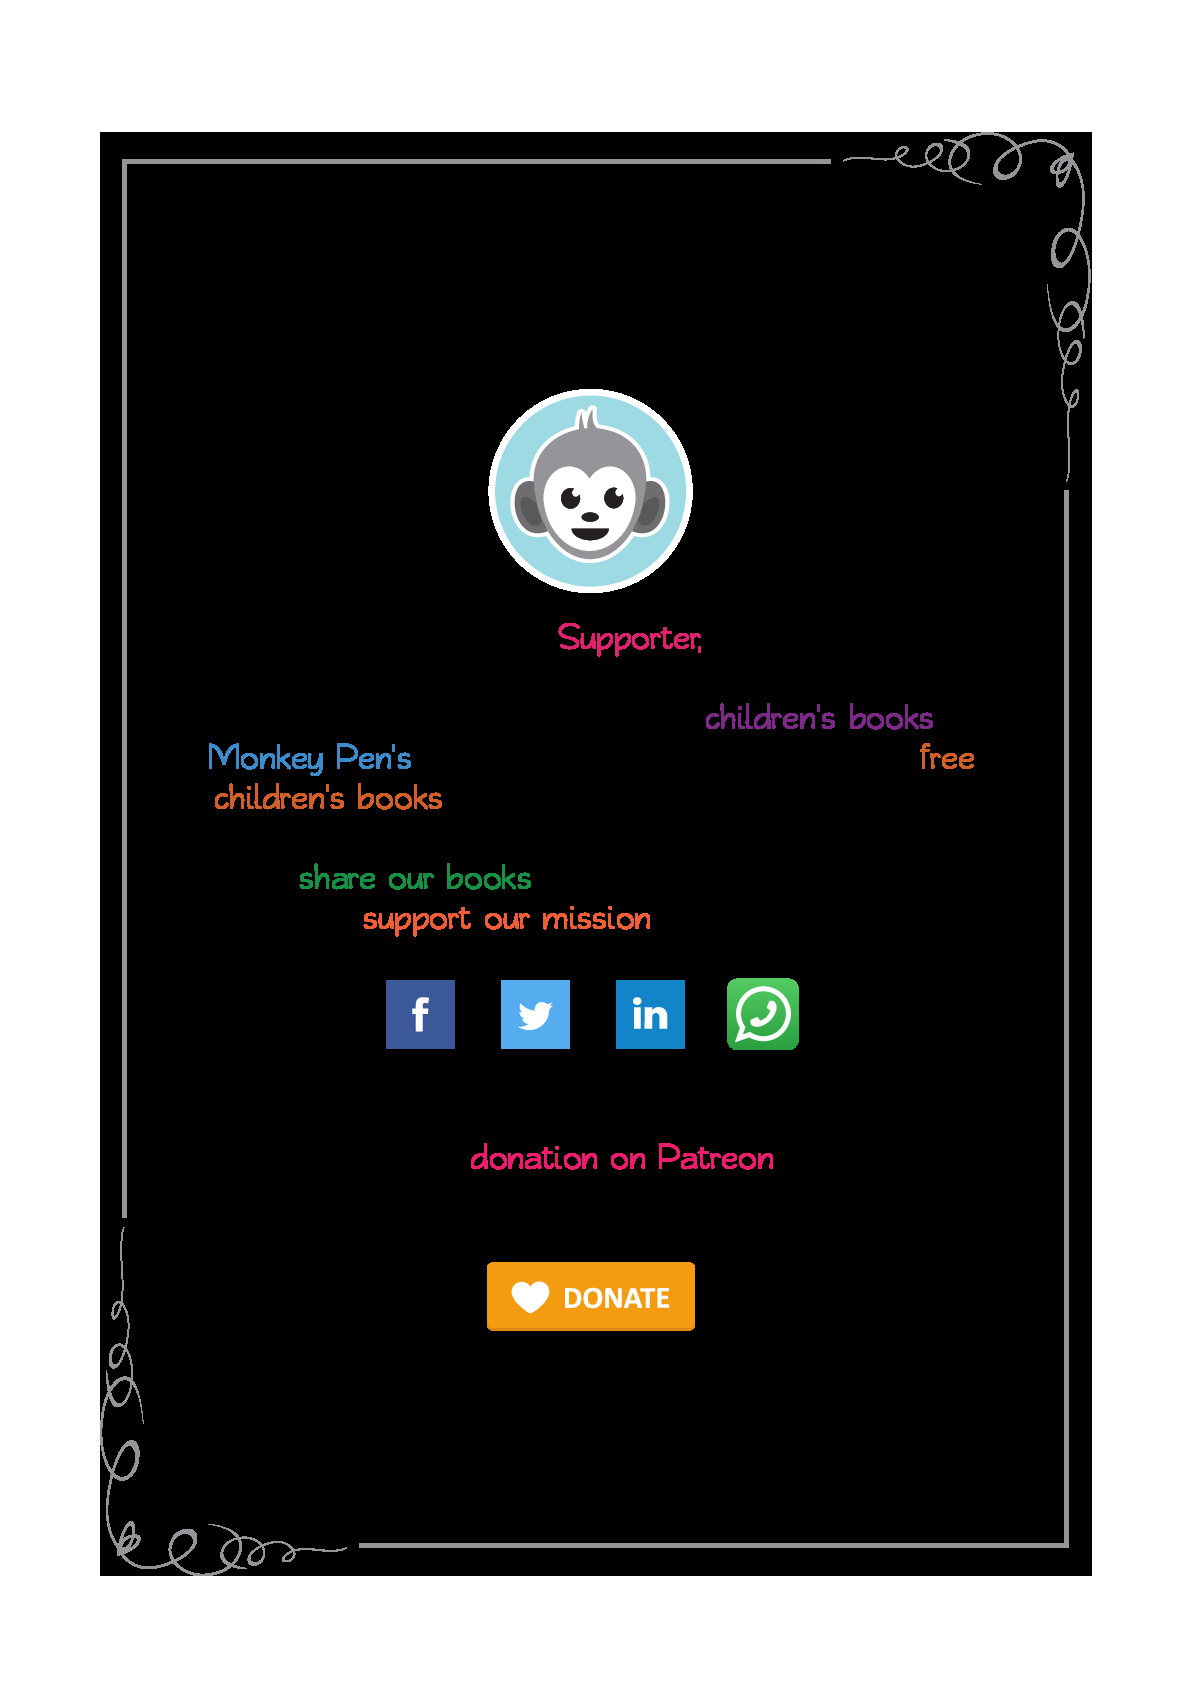 Supporter,
children's books
Monkey Pen's free
children's books
share our books
support our mission
f in
donation on Patreon
DONATE